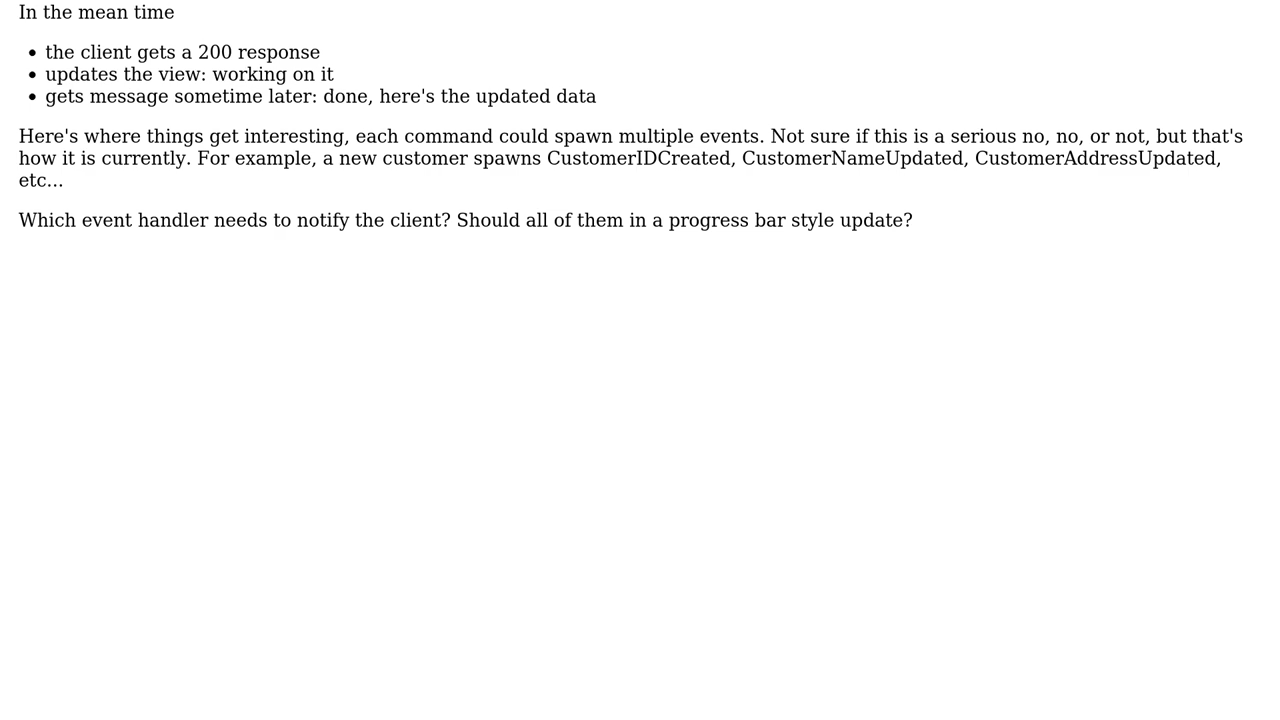 In the mean time
• the client gets a 200 response
• updates the view: working on it
• gets message sometime later: done, here's the updated data
Here's where things get interesting, each command could spawn multiple events. Not sure if this is a serious no, no, or not, but that's
how it is currently. For example, a new customer spawns CustomerIDCreated, CustomerNameUpdated, CustomerAddressUpdated,
etc...
Which event handler needs to notify the client? Should all of them in a progress bar style update?